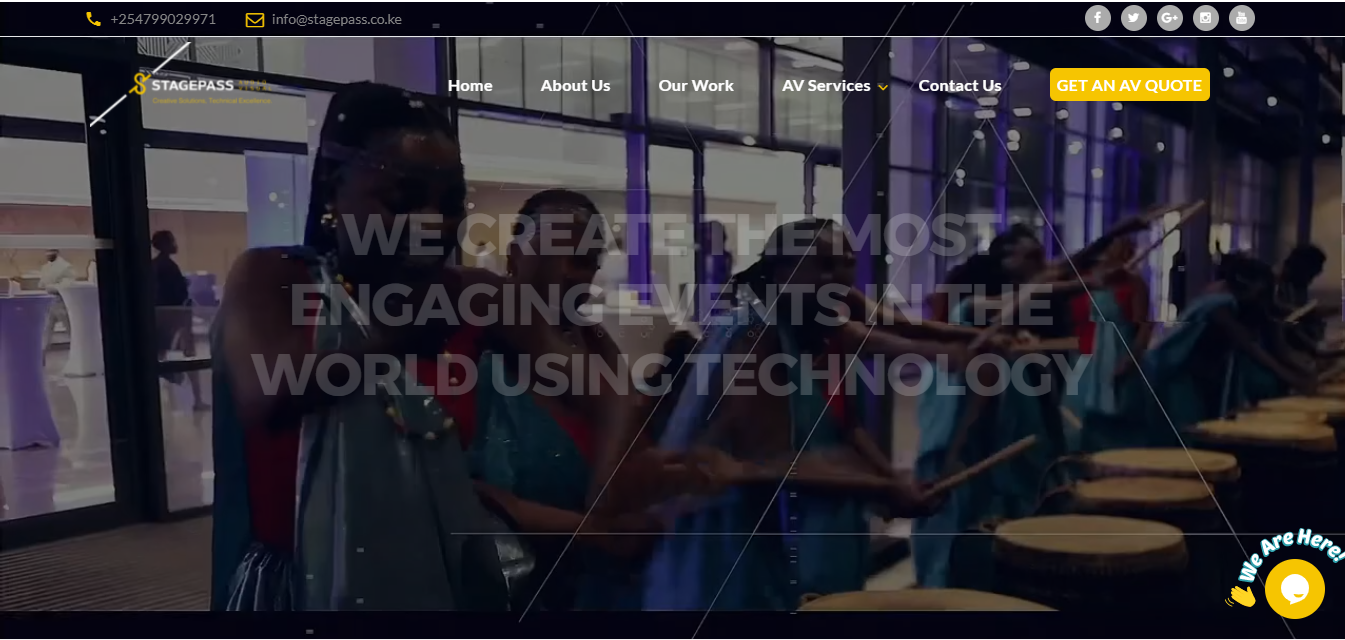 +254799029971
info@stagepass.co.ke
STAGEPASS
Creative Solutions, Technical Excellence
Home
About Us
Our Work
AV Services
Contact Us
GET AN AV QUOTE
WE CREATE THE MOST
ENGAGING EVENTS IN THE
WORLD USING TECHNOLOGY
We Are Here!